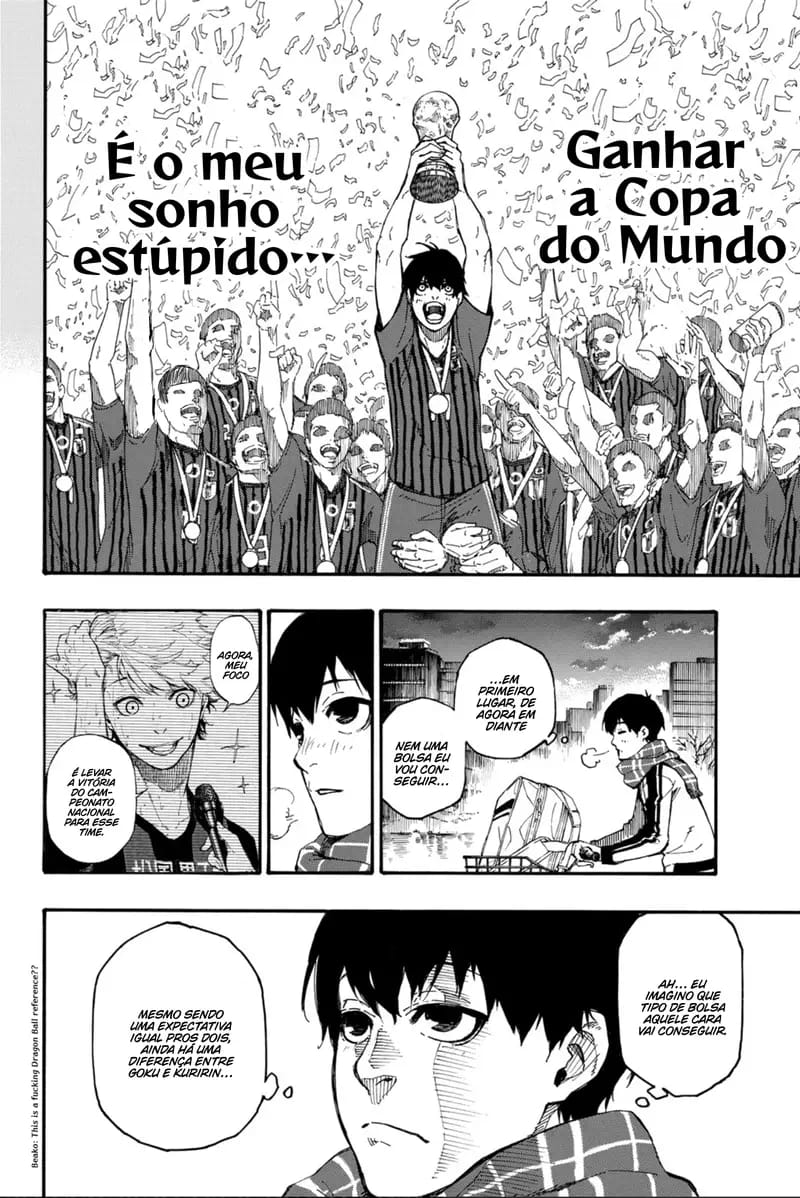 Ganhar
a Copa
do Mundo
É o meu
sonho
estúpido...
...EM
PRIMEIRO
LUGAR, DE
AGORA EM
DIANTE
NEM UMA
BOLSA EU
VOU CON-
SEGUIR...
AGORA,
MEU
FOCO
É LEVAR
A VITÓRIA
DO CAM-
PEONATO
NACIONAL
PARA ESSE
TIME.
AH... EU
IMAGINO QUE
TIPO DE BOLSA
AQUELE CARA
VAI CONSEGUIR.
MESMO SENDO
UMA EXPECTATIVA
IGUAL PROS DOIS,
AINDA HÁ UMA
DIFERENÇA ENTRE
GOKU E KURIRIN...
Beako: This is a fucking Dragon Ball reference??